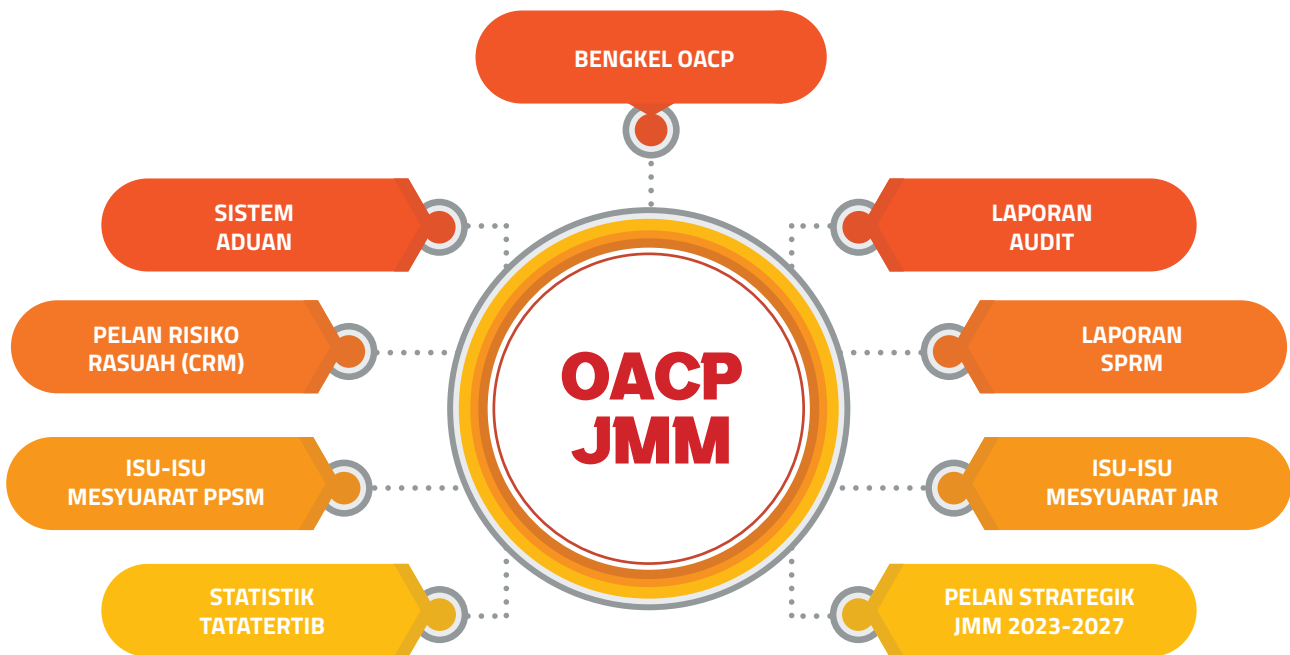 BENGKEL OACP
SISTEM
ADUAN
LAPORAN
AUDIT
PELAN RISIKO
RASUAH (CRM)
LAPORAN
SPRM
OACP
JMM
ISU-ISU
MESYUARAT PPSM
ISU-ISU
MESYUARAT JAR
STATISTIK
TATATERTIB
PELAN STRATEGIK
JMM 2023-2027